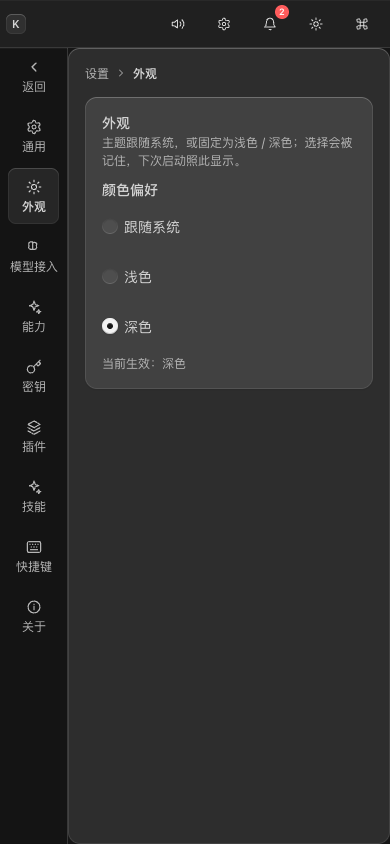 K
2
返回
通用
外观
模型接入
能力
密钥
插件
技能
快捷键
关于
设置 > 外观
外观
主题跟随系统，或固定为浅色 / 深色；选择会被
记住，下次启动照此显示。
颜色偏好
跟随系统
浅色
深色
当前生效：深色